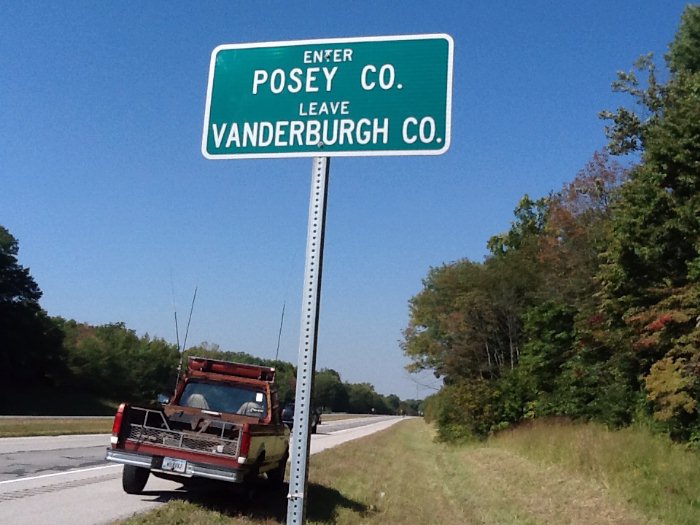 ENTER
POSEY CO.
LEAVE
VANDERBURGH CO.